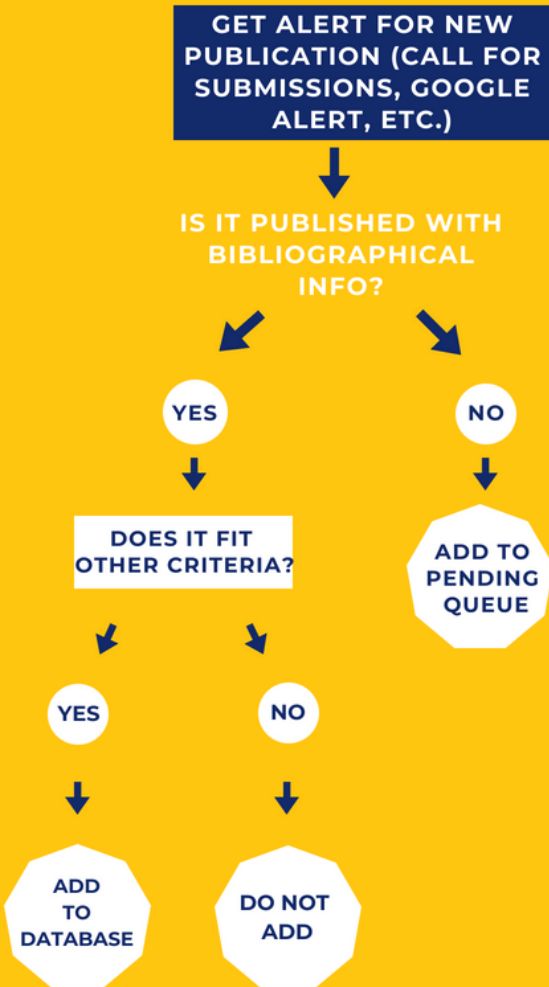 GET ALERT FOR NEW
PUBLICATION (CALL FOR
SUBMISSIONS, GOOGLE
ALERT, ETC.)
IS IT PUBLISHED WITH
BIBLIOGRAPHICAL
INFO?
YES
NO
DOES IT FIT
OTHER CRITERIA?
ADD TO
PENDING
QUEUE
YES
NO
ADD
TO
DATABASE
DO NOT
ADD